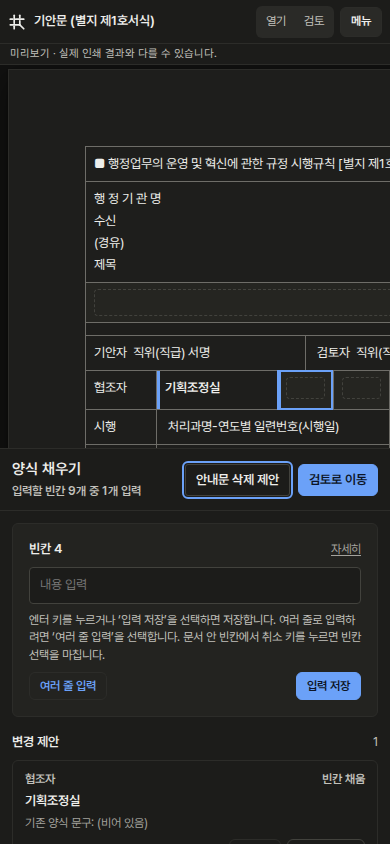 기안문 (별지 제1호서식)
열기 검토 메뉴
미리보기 · 실제 인쇄 결과와 다를 수 있습니다.
■ 행정업무의 운영 및 혁신에 관한 규정 시행규칙 [별지 제1
행 정 기 관 명
수신
(경유)
제목
기안자 직위(직급) 서명 검토자 직위(
협조자 기획조정실
시행 처리과명-연도별 일련번호(시행일)
양식 채우기
입력할 빈칸 9개 중 1개 입력
안내문 삭제 제안 검토로 이동
빈칸 4 자세히
내용 입력
엔터 키를 누르거나 ‘입력 저장’을 선택하면 저장합니다. 여러 줄로 입력하
려면 ‘여러 줄 입력’을 선택합니다. 문서 안 빈칸에서 취소 키를 누르면 빈칸
선택을 마칩니다.
여러 줄 입력 입력 저장
변경 제안 1
협조자 빈칸 채움
기획조정실
기존 양식 문구: (비어 있음)